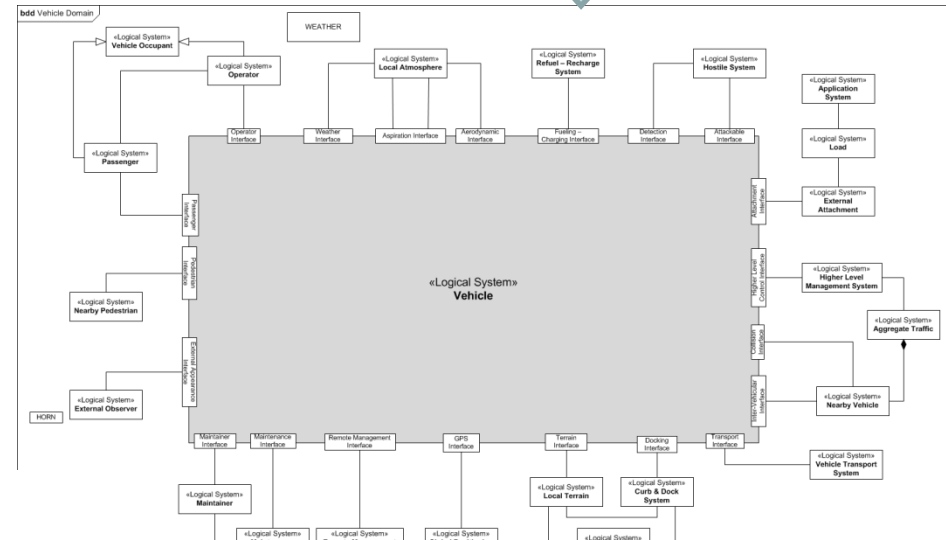 bdd Vehicle Domain
WEATHER
«Logical System»
Vehicle Occupant
«Logical System»
Operator
«Logical System»
Local Atmosphere
«Logical System»
Refuel – Recharge
System
«Logical System»
Hostile System
«Logical System»
Application
System
«Logical System»
Load
«Logical System»
External
Attachment
«Logical System»
Passenger
Operator
Interface
Weather
Interface
Aspiration Interface
Aerodynamic
Interface
Fueling –
Charging Interface
Detection
Interface
Attackable
Interface
Passenger
Interface
Pedestrian
Interface
External Appearance
Interface
Attachment
Interface
Higher Level
Control Interface
Collision
Interface
Inter-Vehicular
Interface
«Logical System»
Vehicle
«Logical System»
Nearby Pedestrian
«Logical System»
External Observer
HORN
«Logical System»
Higher Level
Management System
«Logical System»
Aggregate Traffic
«Logical System»
Nearby Vehicle
Maintainer
Interface
Maintenance
Interface
Remote Management
Interface
GPS
Interface
Terrain
Interface
Docking
Interface
Transport
Interface
«Logical System»
Vehicle Transport
System
«Logical System»
Maintainer
«Logical System»
Local Terrain
«Logical System»
Curb & Dock
System
«Logical System»
«Logical System»
«Logical System»
«Logical System»